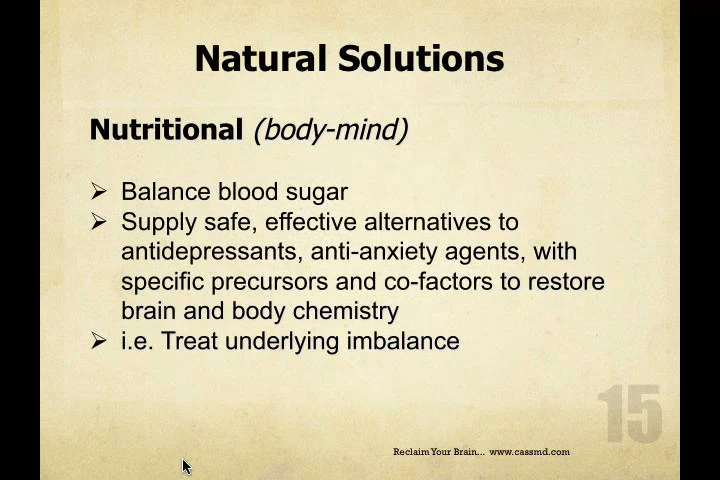 Natural Solutions
Nutritional (body-mind)
➢ Balance blood sugar
➢ Supply safe, effective alternatives to
antidepressants, anti-anxiety agents, with
specific precursors and co-factors to restore
brain and body chemistry
➢ i.e. Treat underlying imbalance
15
Reclaim Your Brain... www.cassmd.com